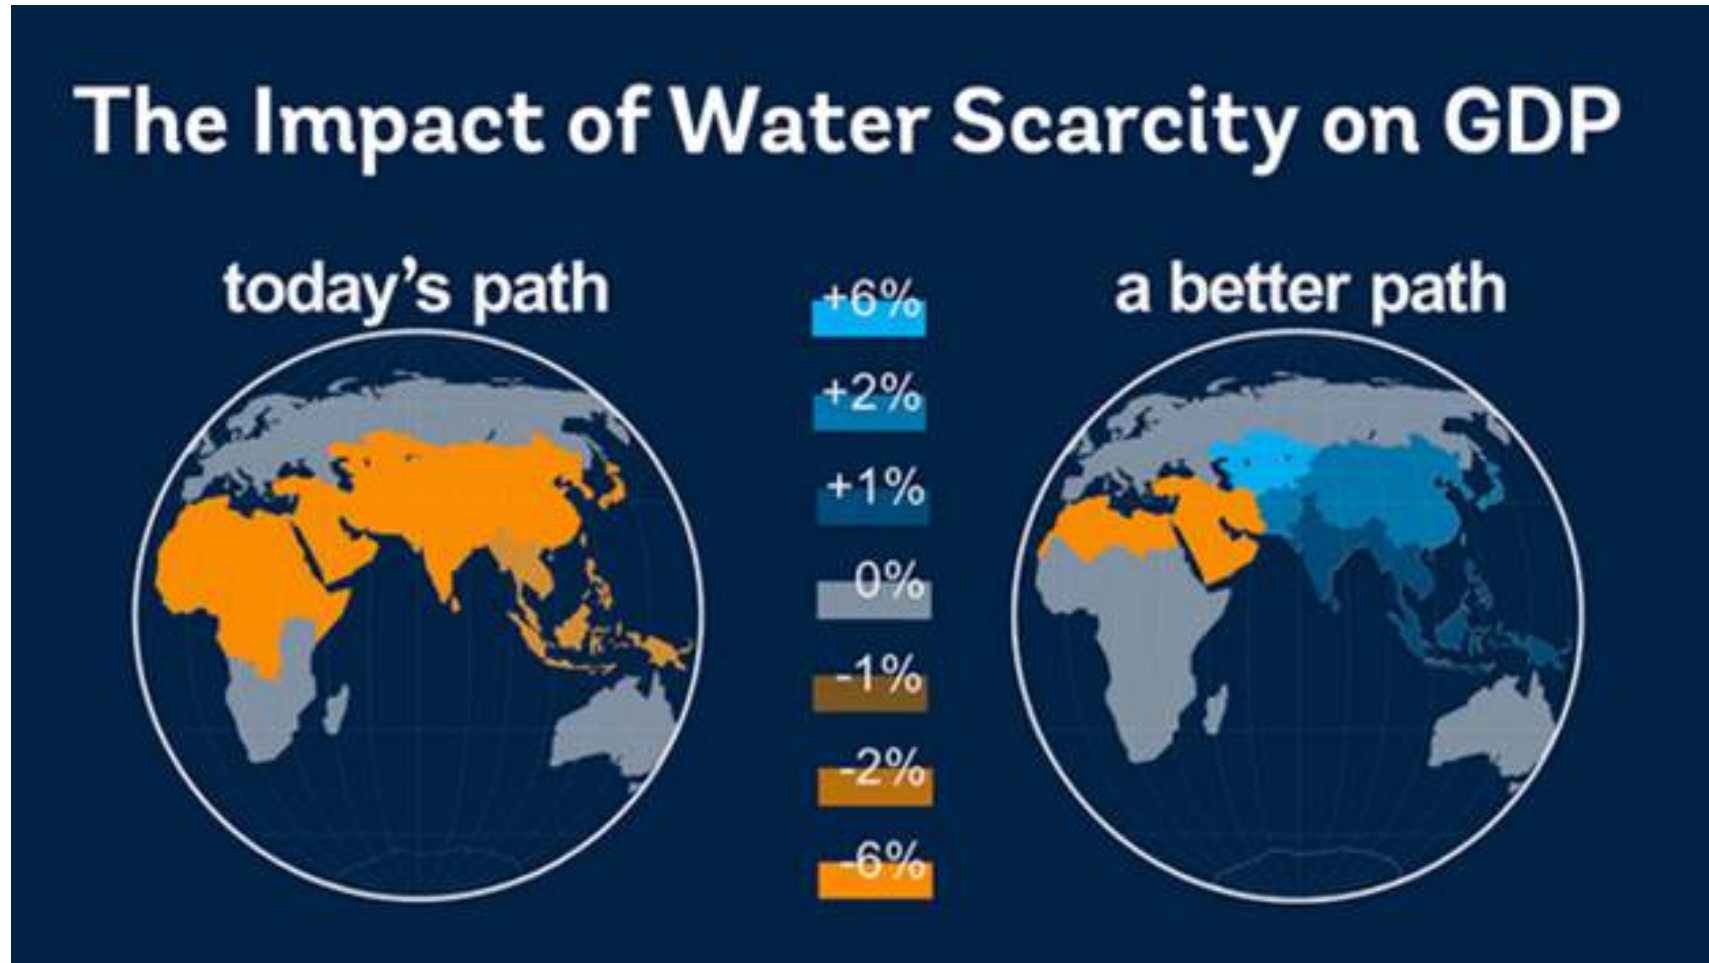 The Impact of Water Scarcity on GDP
today's path
a better path
+6%
+2%
+1%
0%
-1%
-2%
-6%